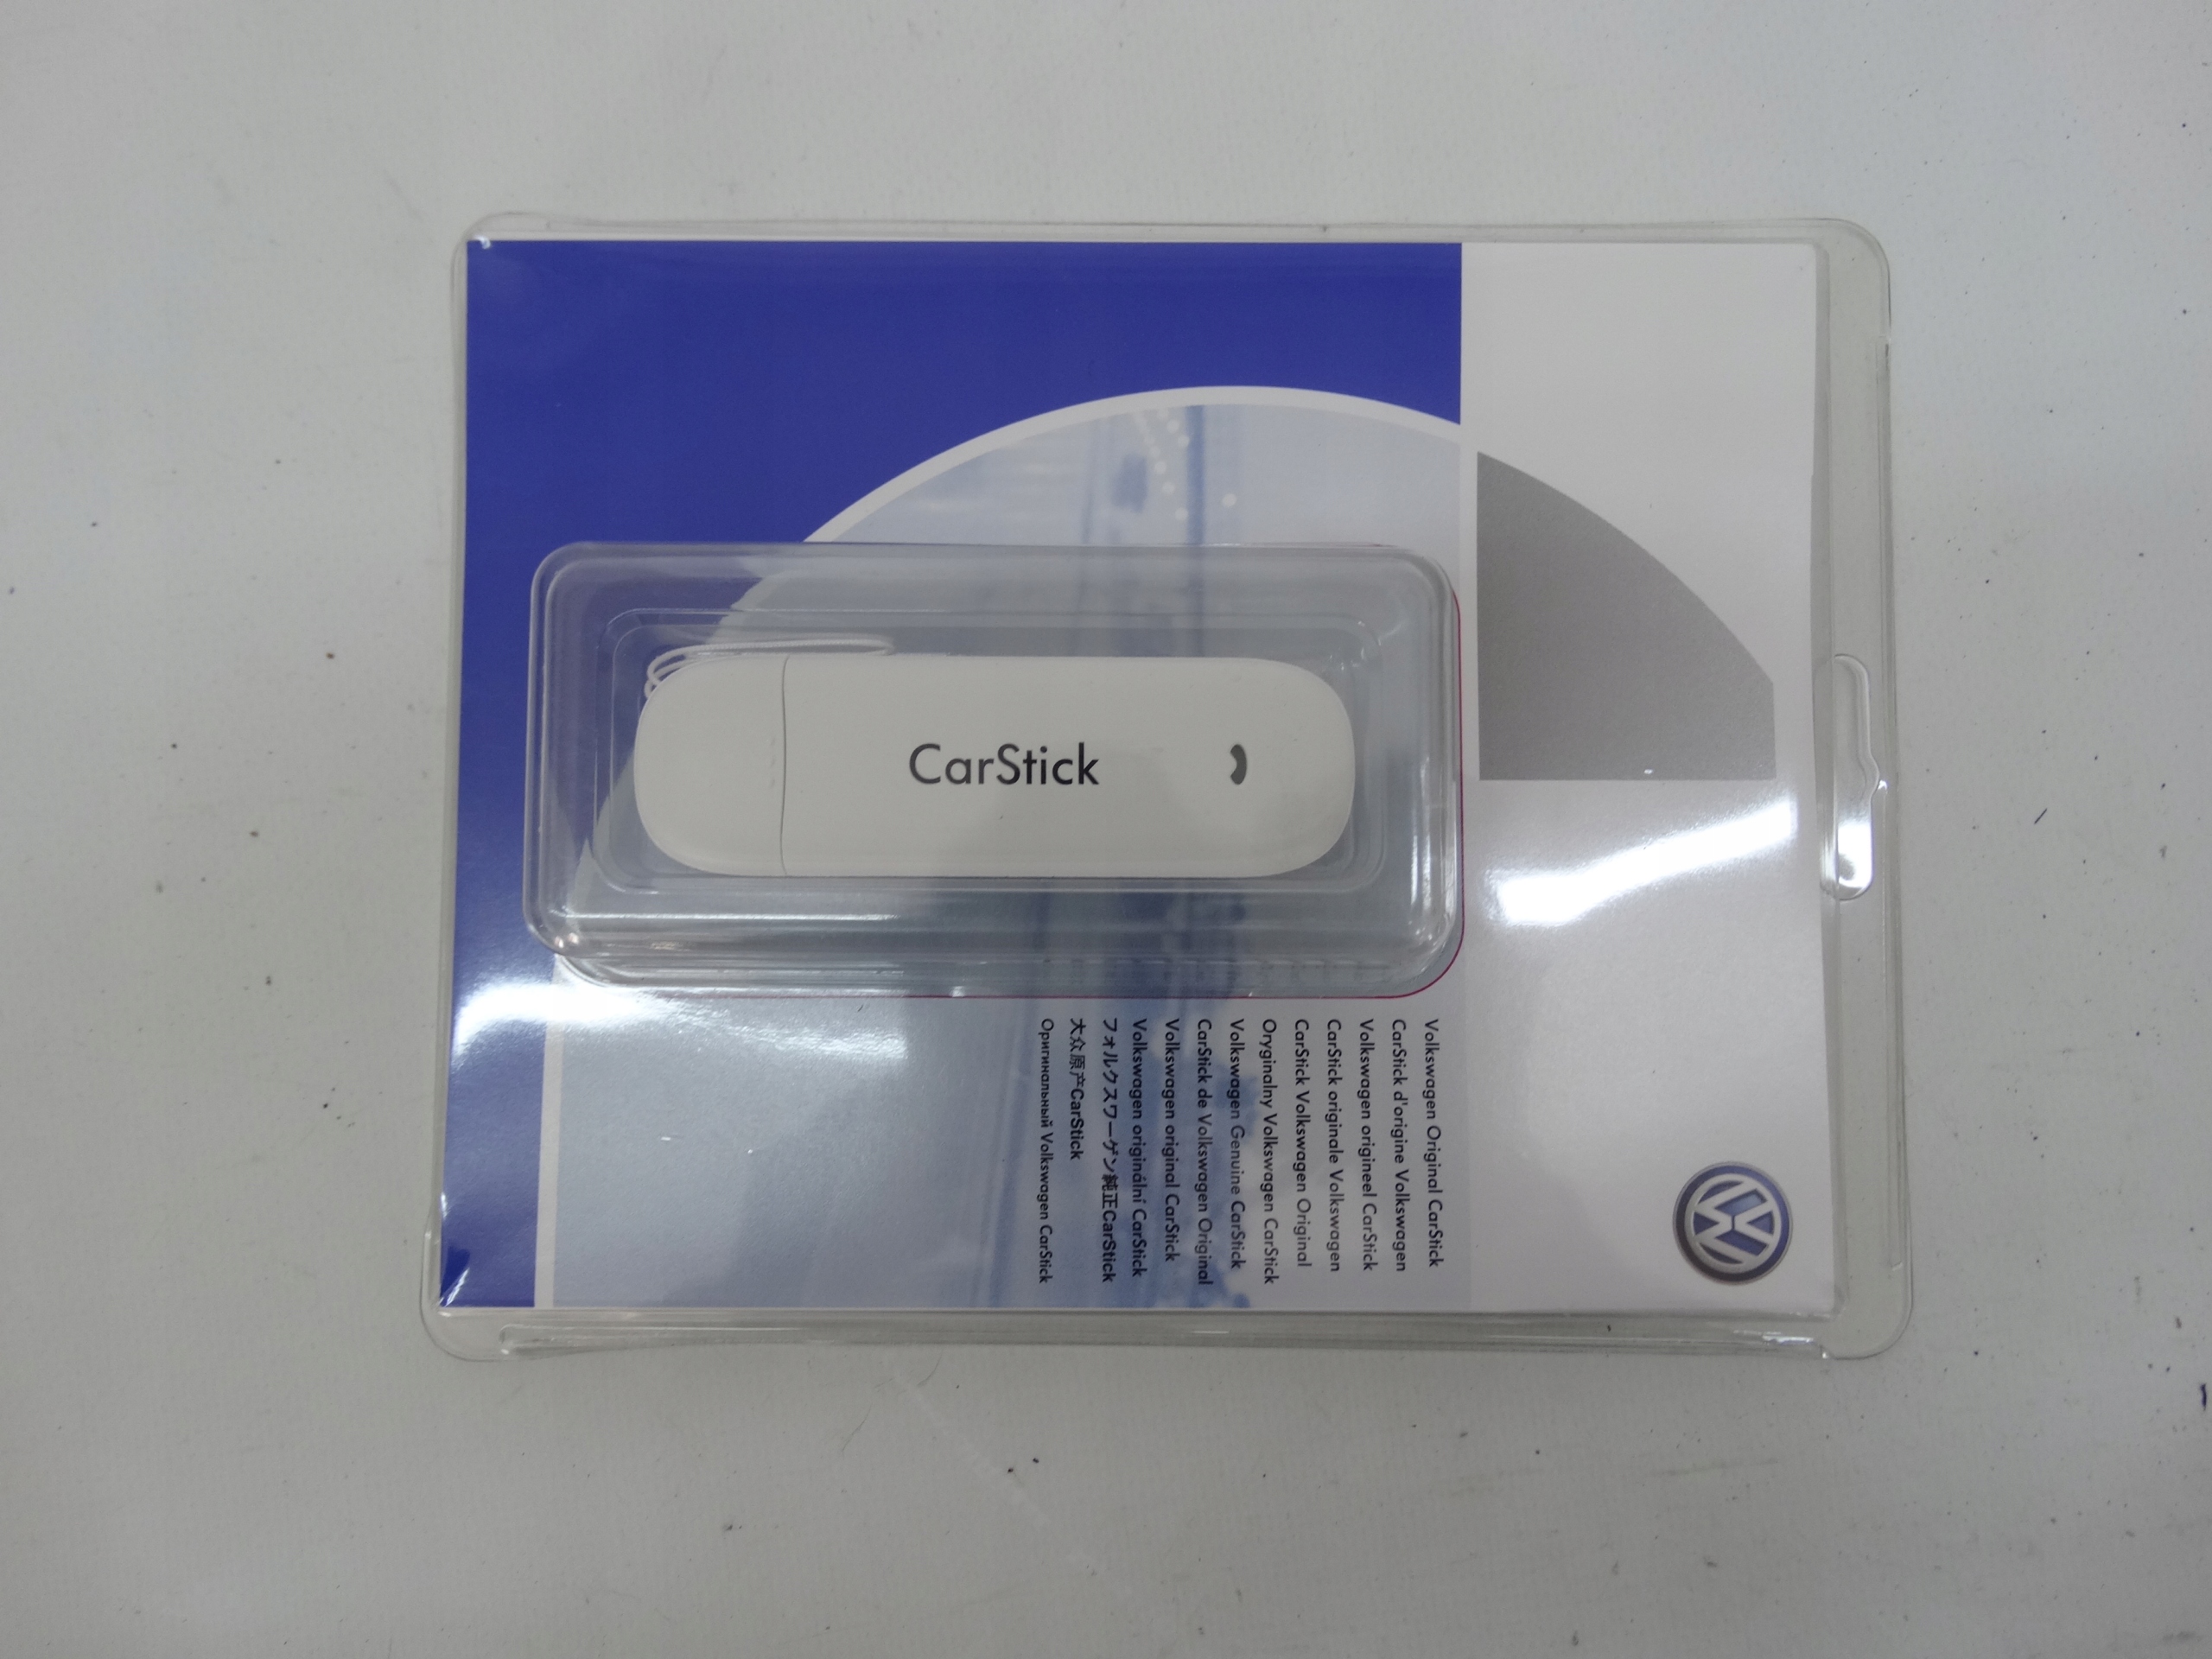 CarStick
Volkswagen Original CarStick
CarStick d'origine Volkswagen
Volkswagen origineel CarStick
CarStick originale Volkswagen
CarStick Volkswagen Original
Oryginalny Volkswagen CarStick
Volkswagen Genuine CarStick
CarStick de Volkswagen Original
Volkswagen original CarStick
Volkswagen originální CarStick
フォルクスワーゲン純正CarStick
大众原产CarStick
Оригинальный Volkswagen CarStick
VW